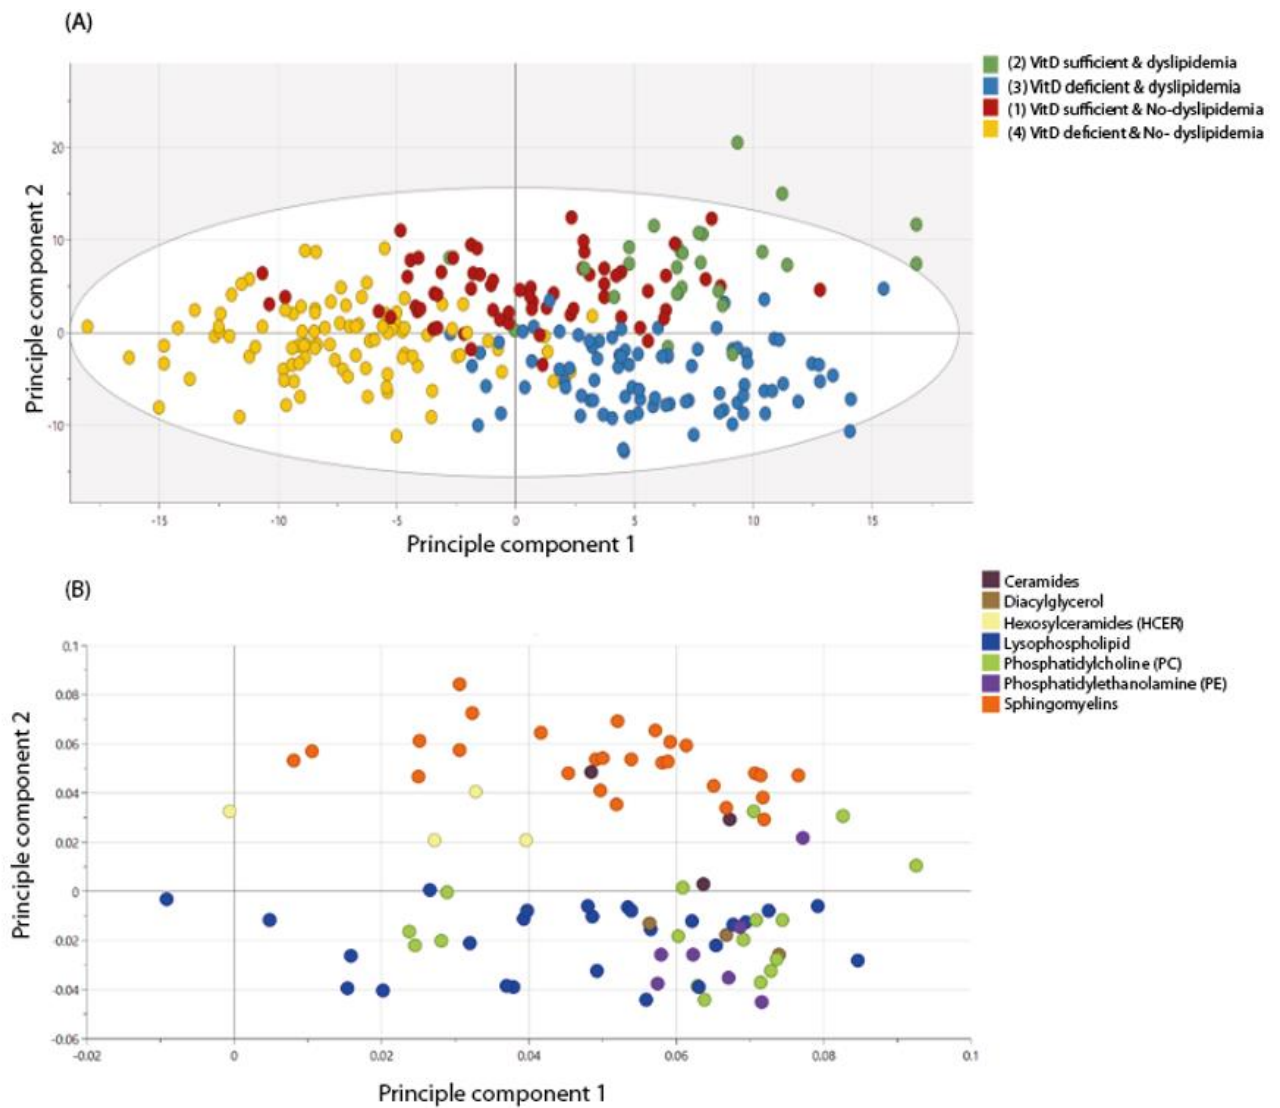 (A)
(2) VitD sufficient & dyslipidemia
(3) VitD deficient & dyslipidemia
(1) VitD sufficient & No-dyslipidemia
(4) VitD deficient & No- dyslipidemia
Principle component 2
20
10
0
-10
-15
-10
-5
0
5
10
15
Principle component 1
(B)
Ceramides
Diacylglycerol
Hexosylceramides (HCER)
Lysophospholipid
Phosphatidylcholine (PC)
Phosphatidylethanolamine (PE)
Sphingomyelins
Principle component 2
0.1
0.08
0.06
0.04
0.02
0
-0.02
-0.04
-0.06
-0.02
0
0.02
0.04
0.06
0.08
0.1
Principle component 1